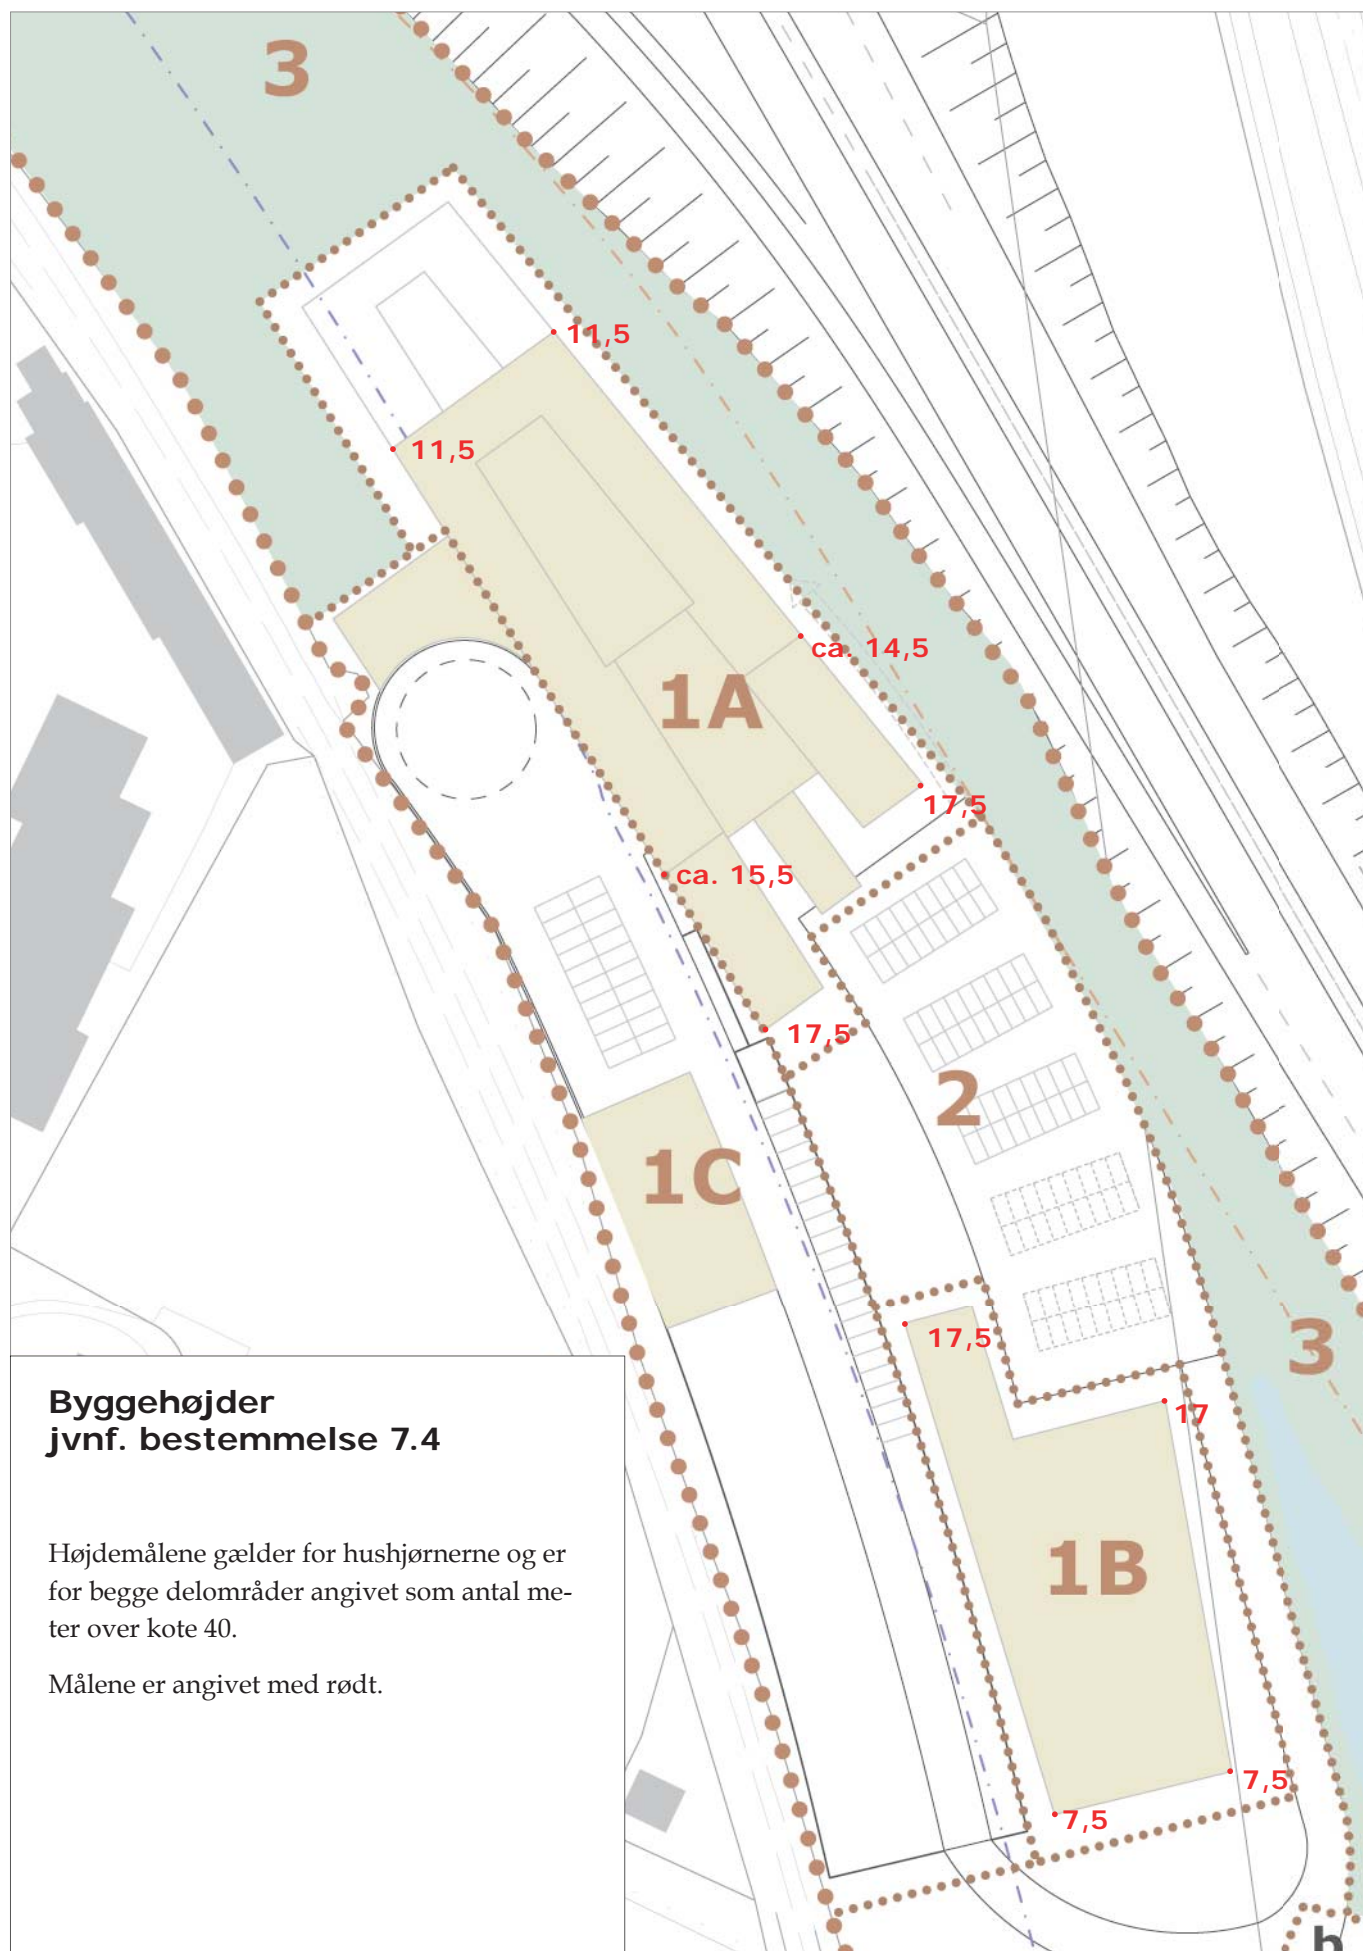 3
11,5
11,5
ca. 14,5
1A
17,5
ca. 15,5
17,5
2
1C
17,5
3
17
1B
7,5
7,5
Byggehøjder
jvnf. bestemmelse 7.4
Højdemålene gælder for hushjørnerne og er
for begge delområder angivet som antal me-
ter over kote 40.
Målene er angivet med rødt.
b